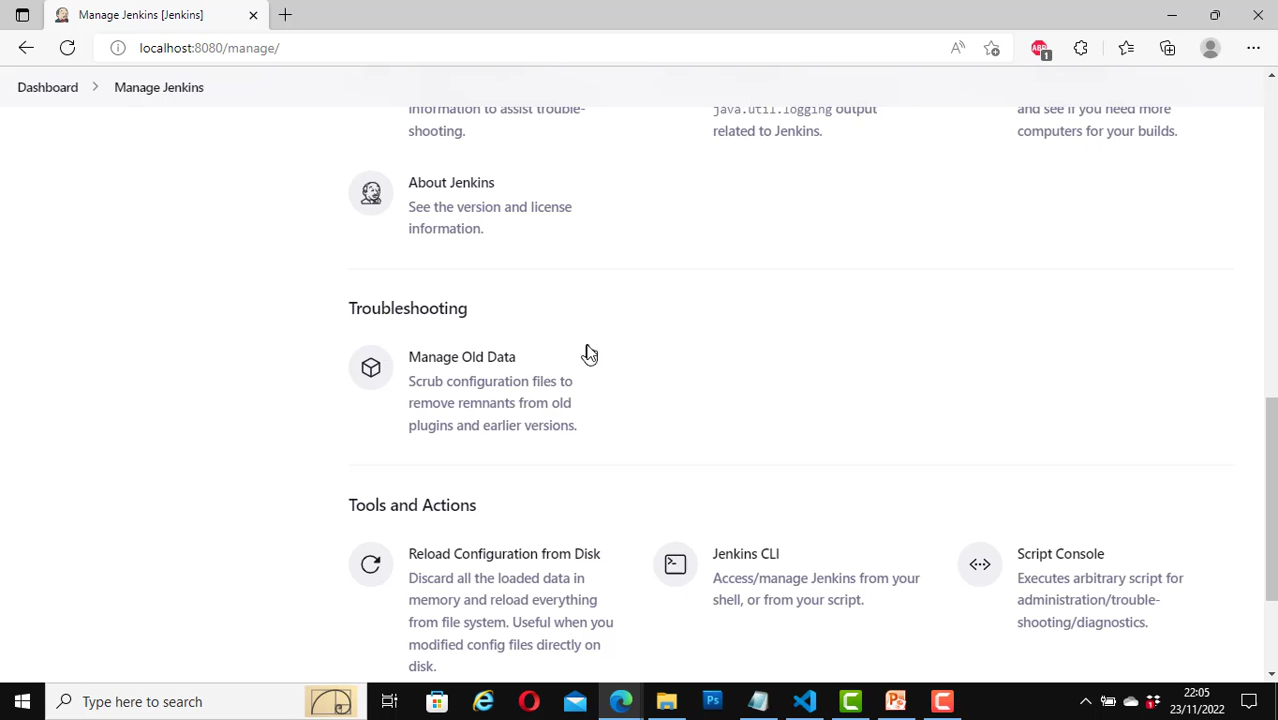 Manage Jenkins [Jenkins]
localhost:8080/manage/
ABP
1
Dashboard
Manage Jenkins
information to assist trouble-
shooting.
java.util.logging output
related to Jenkins.
and see if you need more
computers for your builds.
About Jenkins
See the version and license
information.
Troubleshooting
Manage Old Data
Scrub configuration files to
remove remnants from old
plugins and earlier versions.
Tools and Actions
Reload Configuration from Disk
Discard all the loaded data in
memory and reload everything
from file system. Useful when you
modified config files directly on
disk.
Jenkins CLI
Access/manage Jenkins from your
shell, or from your script.
Script Console
Executes arbitrary script for
administration/trouble-
shooting/diagnostics.
Type here to search
Ps
22:05
23/11/2022